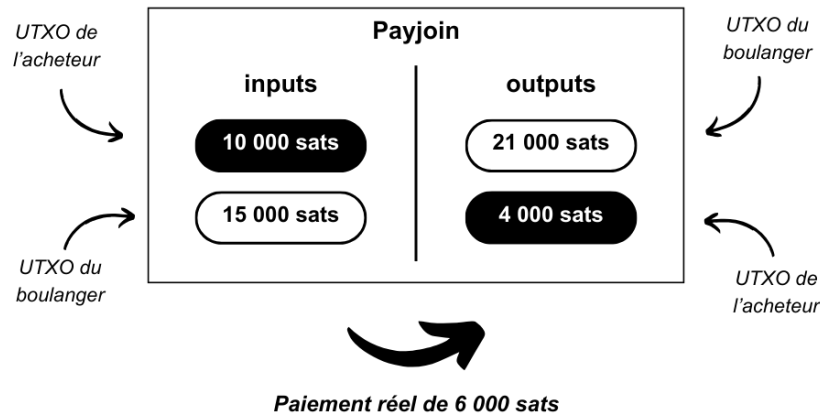 Payjoin
UTXO de
l'acheteur
UTXO du
boulanger
inputs
outputs
10 000 sats
21 000 sats
15 000 sats
4 000 sats
UTXO du
boulanger
UTXO de
l'acheteur
Paiement réel de 6 000 sats